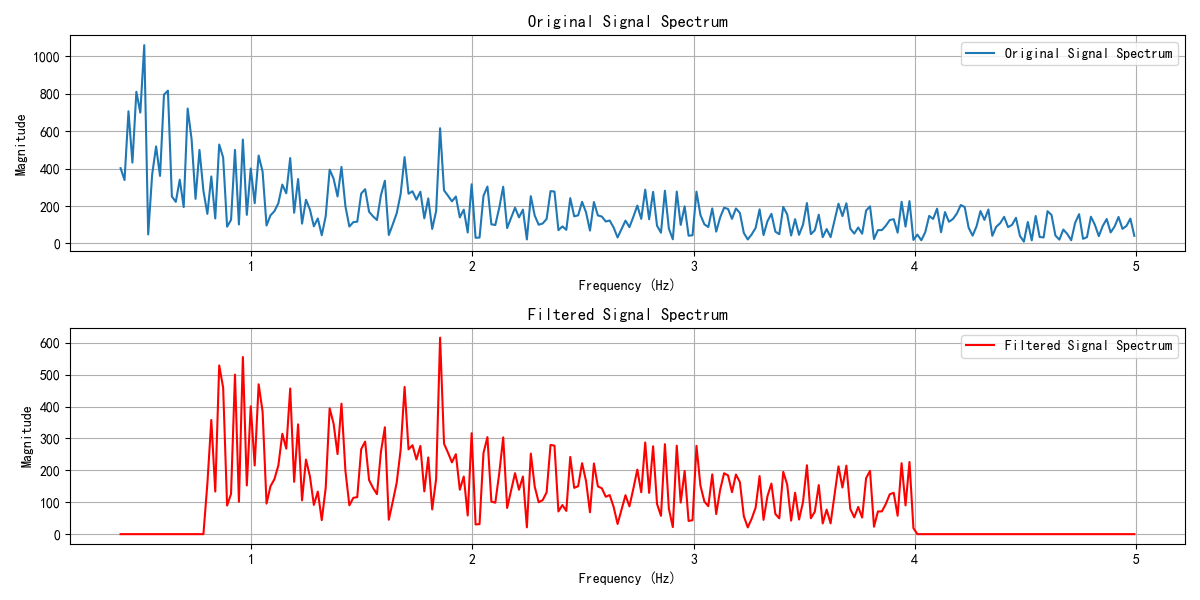 Original Signal Spectrum
Original Signal Spectrum
1000
800
600
400
200
0
Magnitude
1 2 3 4 5
Frequency (Hz)
Filtered Signal Spectrum
Filtered Signal Spectrum
600
500
400
300
200
100
0
Magnitude
1 2 3 4 5
Frequency (Hz)